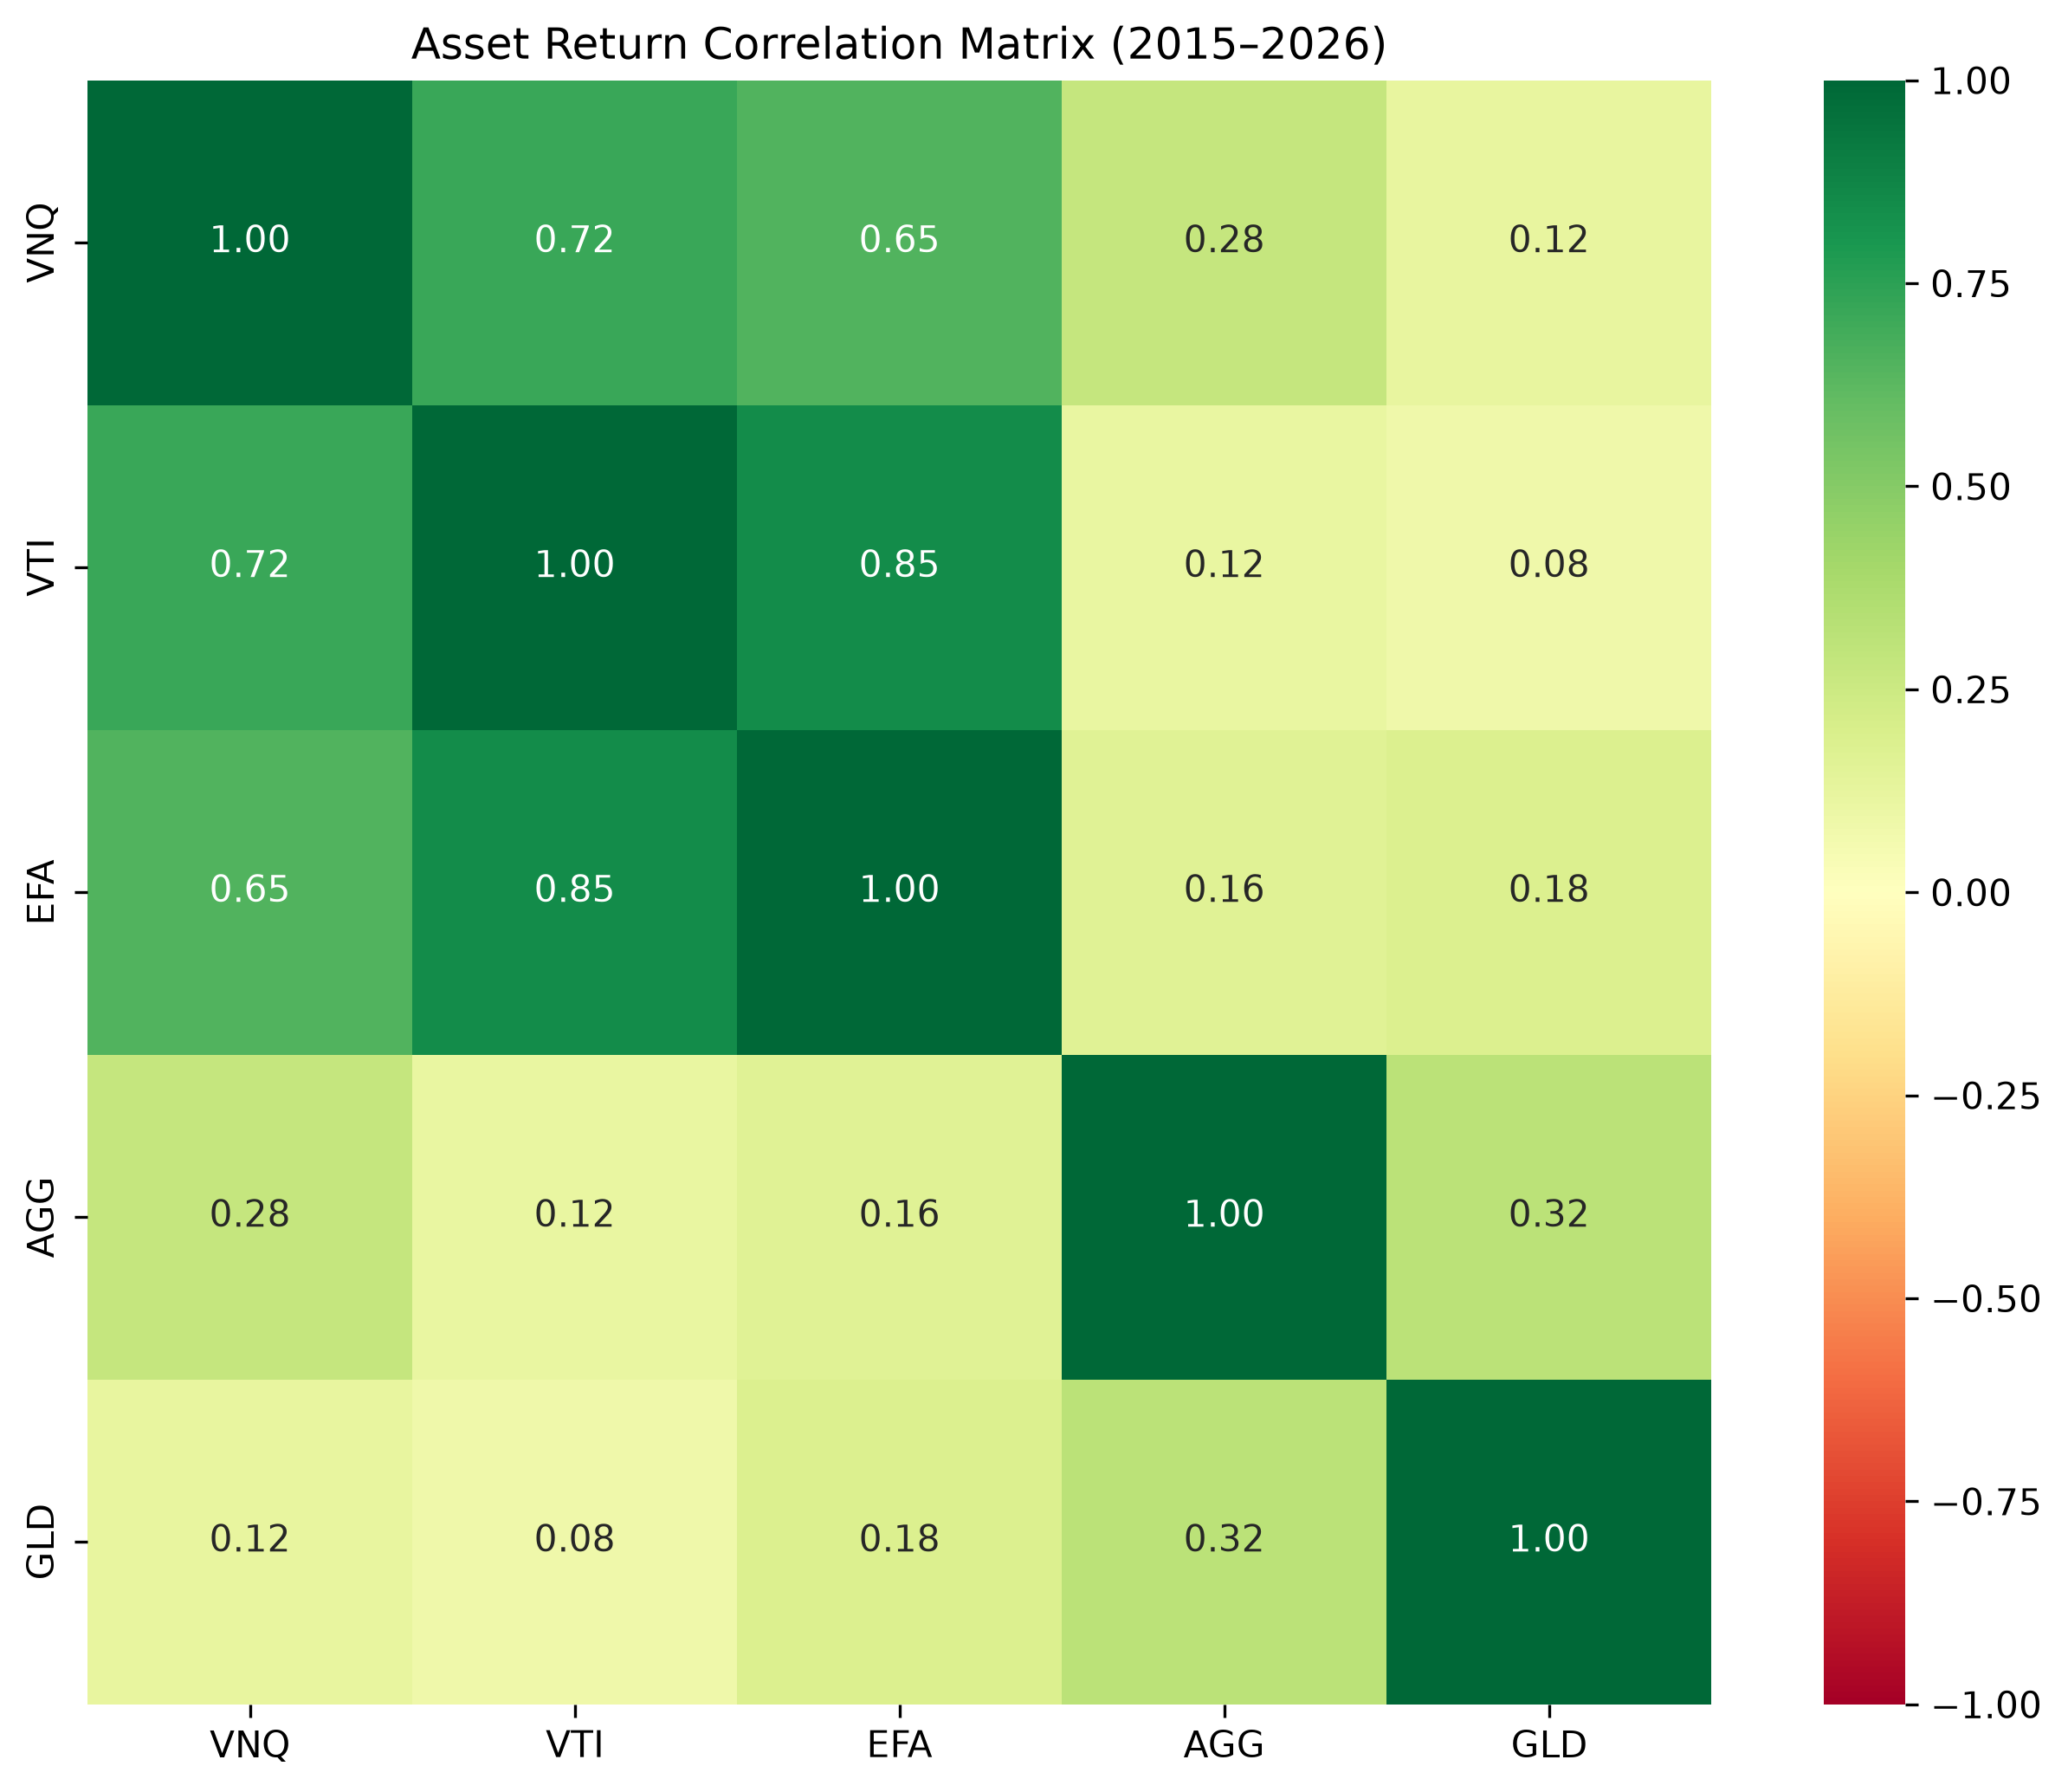 Asset Return Correlation Matrix (2015–2026)
VNQ 1.00 0.72 0.65 0.28 0.12
VTI 0.72 1.00 0.85 0.12 0.08
EFA 0.65 0.85 1.00 0.16 0.18
AGG 0.28 0.12 0.16 1.00 0.32
GLD 0.12 0.08 0.18 0.32 1.00
VNQ VTI EFA AGG GLD
1.00
0.75
0.50
0.25
0.00
−0.25
−0.50
−0.75
−1.00